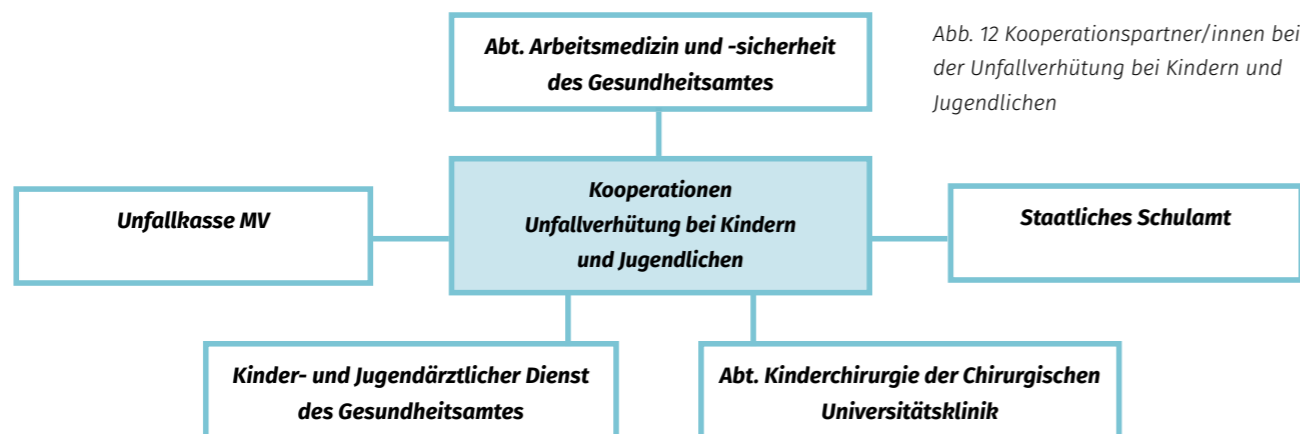 Abt. Arbeitsmedizin und -sicherheit
des Gesundheitsamtes
Abb. 12 Kooperationspartner/innen bei
der Unfallverhütung bei Kindern und
Jugendlichen
Unfallkasse MV
Kooperationen
Unfallverhütung bei Kindern
und Jugendlichen
Staatliches Schulamt
Kinder- und Jugendärztlicher Dienst
des Gesundheitsamtes
Abt. Kinderchirurgie der Chirurgischen
Universitätsklinik